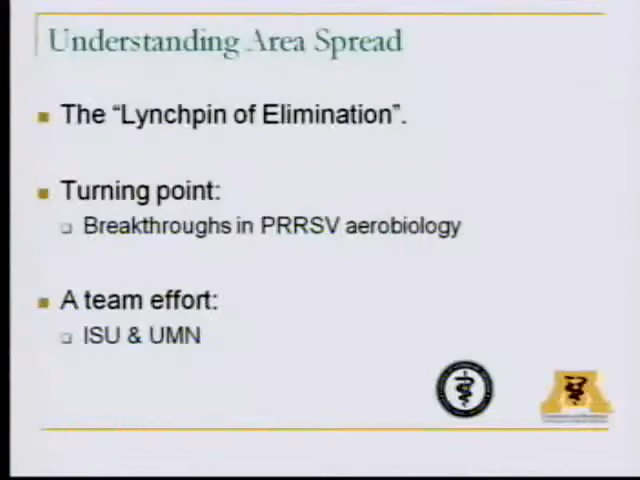 Understanding Area Spread
The “Lynchpin of Elimination”.
Turning point:
Breakthroughs in PRRSV aerobiology
A team effort:
ISU & UMN